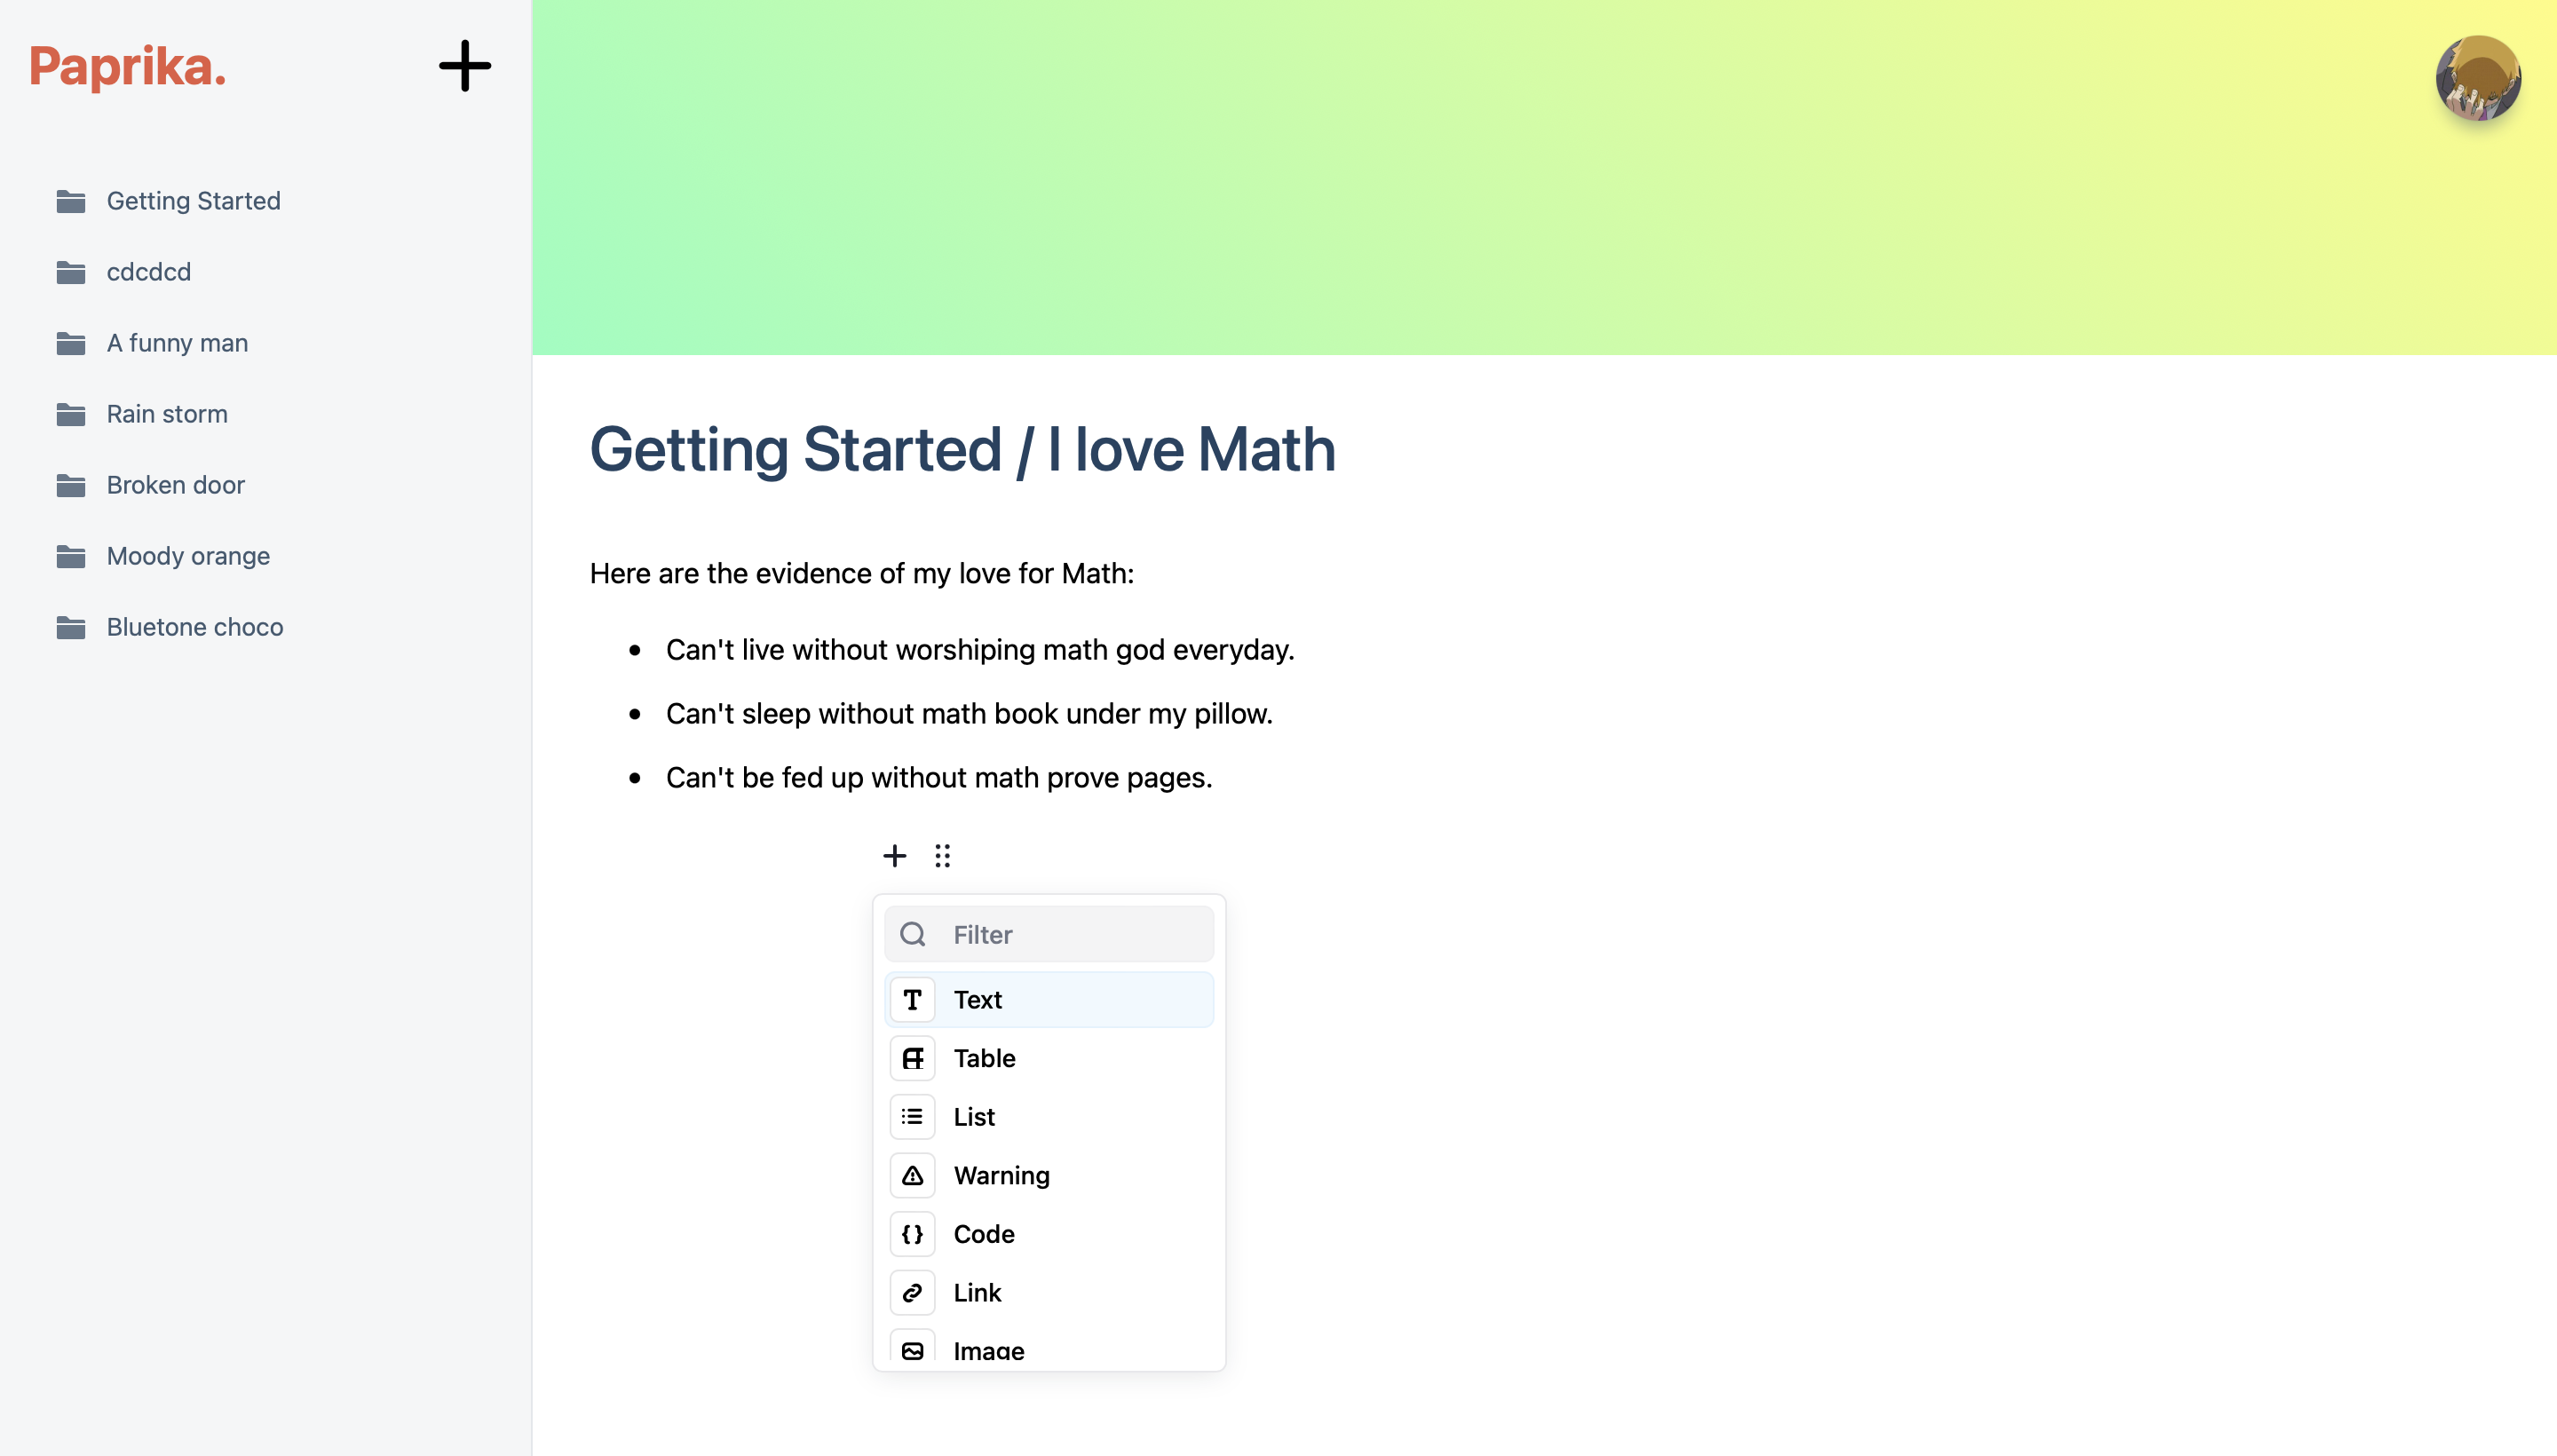 Paprika.
Getting Started
cdcdcd
A funny man
Rain storm
Broken door
Moody orange
Bluetone choco
Getting Started / I love Math
Here are the evidence of my love for Math:
Can't live without worshiping math god everyday.
Can't sleep without math book under my pillow.
Can't be fed up without math prove pages.
Filter
Text
Table
List
Warning
Code
Link
Image